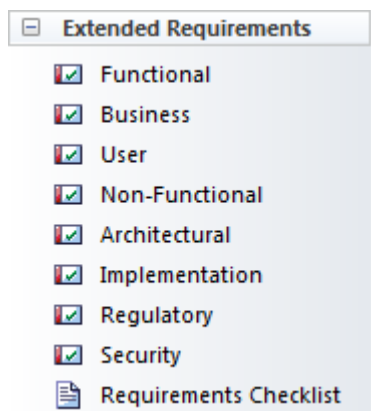 Extended Requirements
Functional
Business
User
Non-Functional
Architectural
Implementation
Regulatory
Security
Requirements Checklist